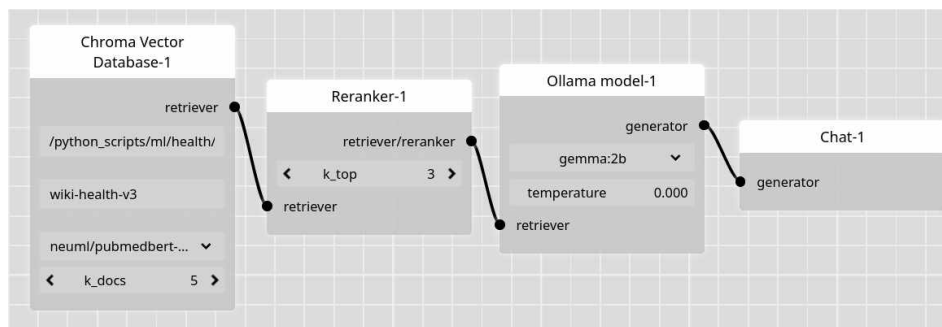 Chroma Vector
Database-1
retriever
/python_scripts/ml/health/
wiki-health-v3
neuml/pubmedbert-...
k_docs 5
Reranker-1
retriever/reranker
k_top 3
retriever
Ollama model-1
generator
gemma:2b
temperature 0.000
retriever
Chat-1
generator